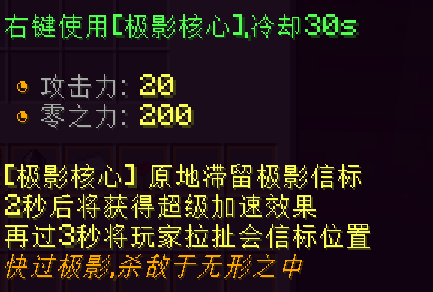 右键使用[极影核心],冷却30s
攻击力: 20
零之力: 200
[极影核心] 原地滞留极影信标
2秒后将获得超级加速效果
再过3秒将玩家拉扯会信标位置
快过极影,杀敌于无形之中